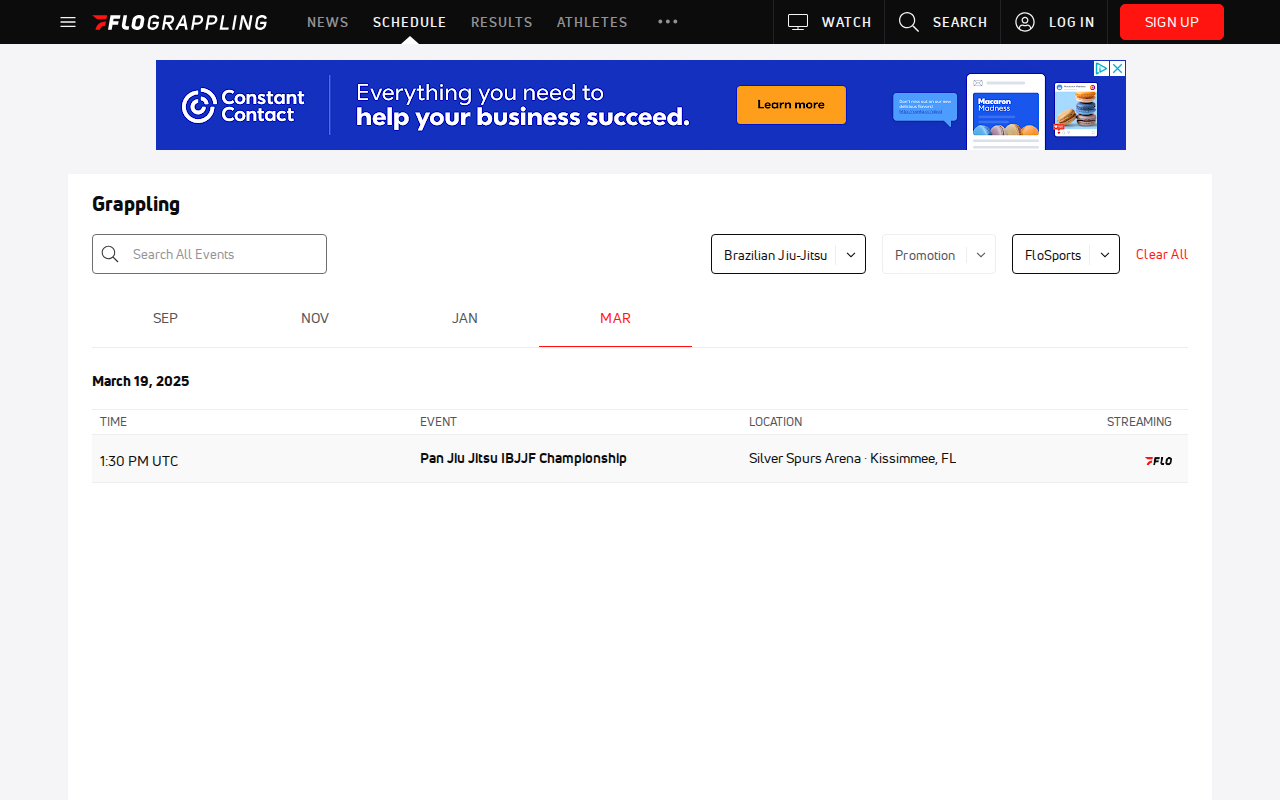 FLOGRAPPLING NEWS SCHEDULE RESULTS ATHLETES WATCH SEARCH LOG IN SIGN UP
Constant Contact
Everything you need to
help your business succeed.
Learn more
Macaron
Madness
Grappling
Search All Events
Brazilian Jiu-Jitsu
Promotion
FloSports
Clear All
SEP NOV JAN MAR
March 19, 2025
TIME EVENT LOCATION STREAMING
1:30 PM UTC Pan Jiu Jitsu IBJJF Championship Silver Spurs Arena · Kissimmee, FL FLO